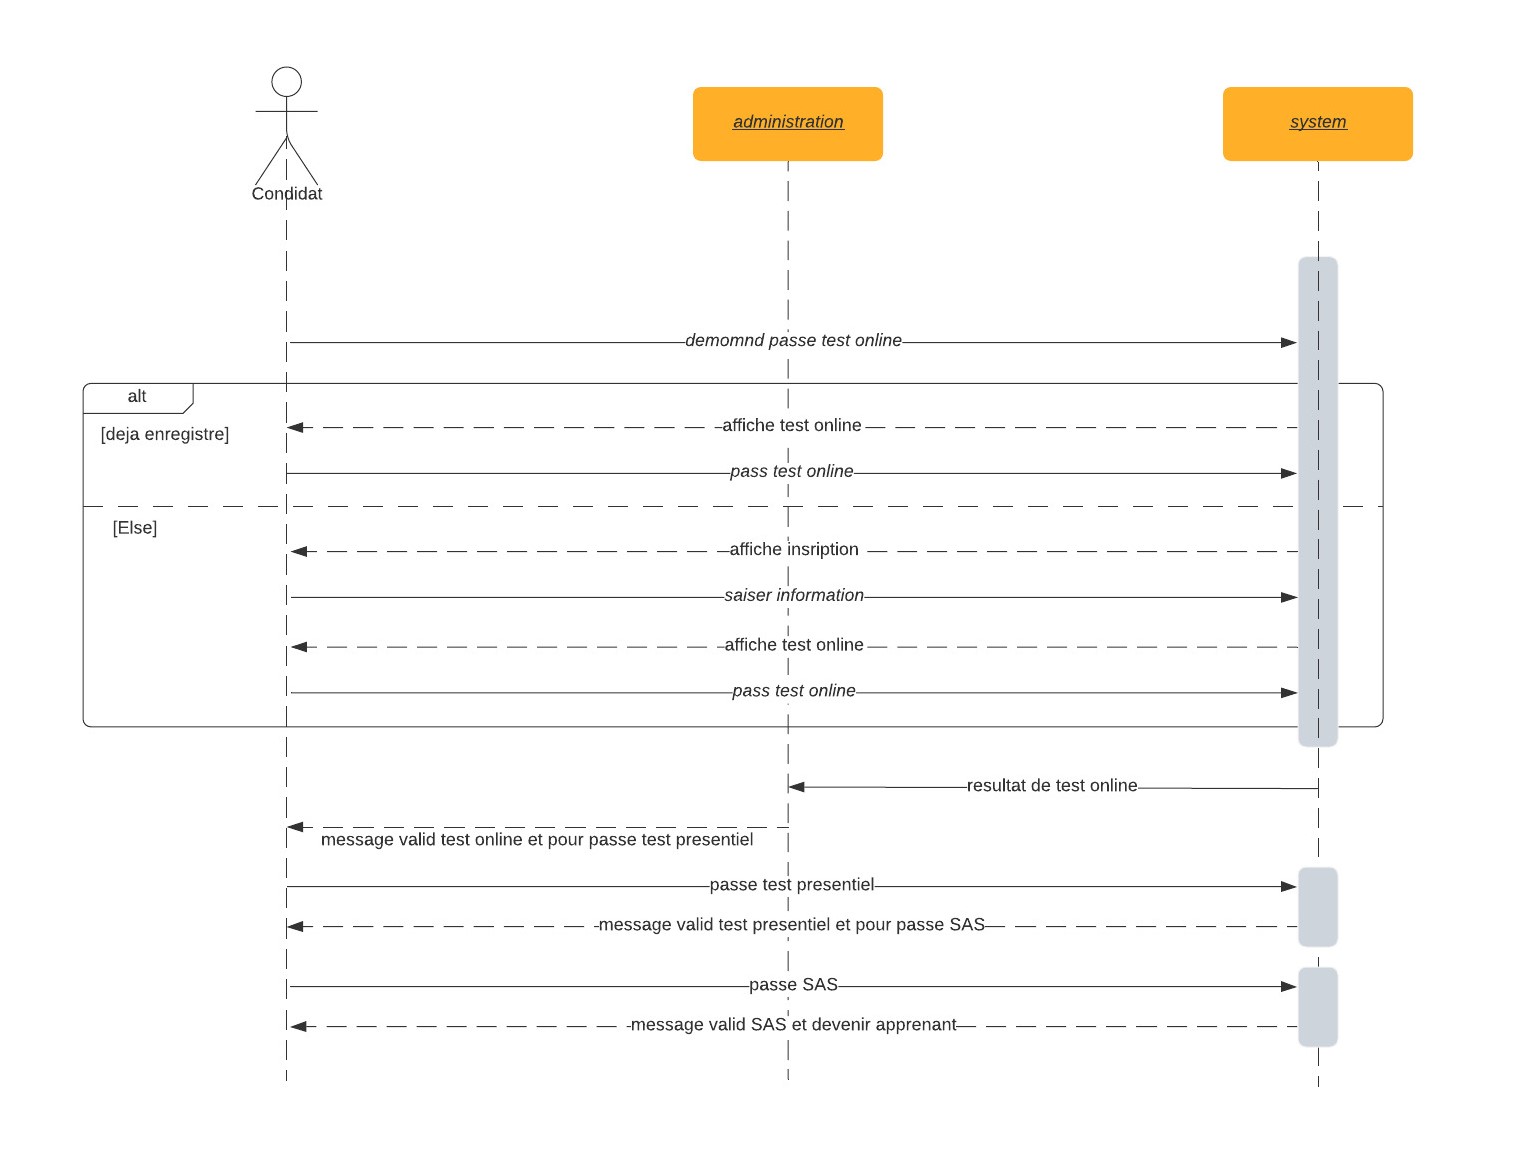 Condidat
administration
system
demomnd passe test online
alt
[deja enregistre]
affiche test online
pass test online
[Else]
affiche insription
saiser information
affiche test online
pass test online
resultat de test online
message valid test online et pour passe test presentiel
passe test presentiel
message valid test presentiel et pour passe SAS
passe SAS
message valid SAS et devenir apprenant